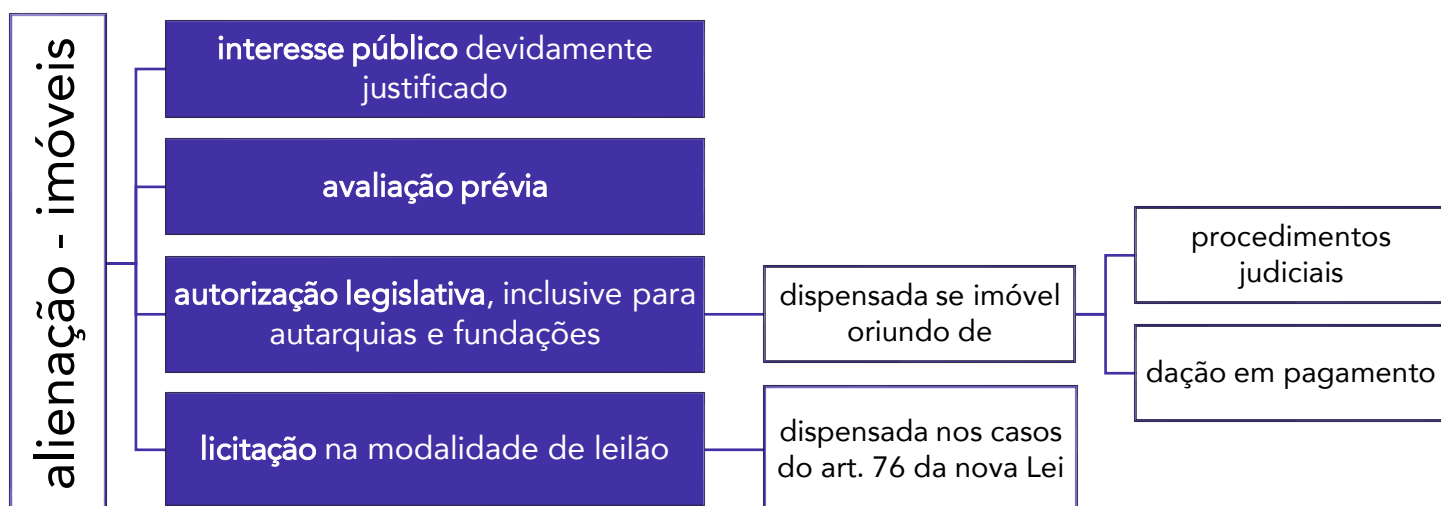 alienação - imóveis
interesse público devidamente
justificado
avaliação prévia
autorização legislativa, inclusive para
autarquias e fundações
dispensada se imóvel
oriundo de
procedimentos
judiciais
dação em pagamento
licitação na modalidade de leilão
dispensada nos casos
do art. 76 da nova Lei